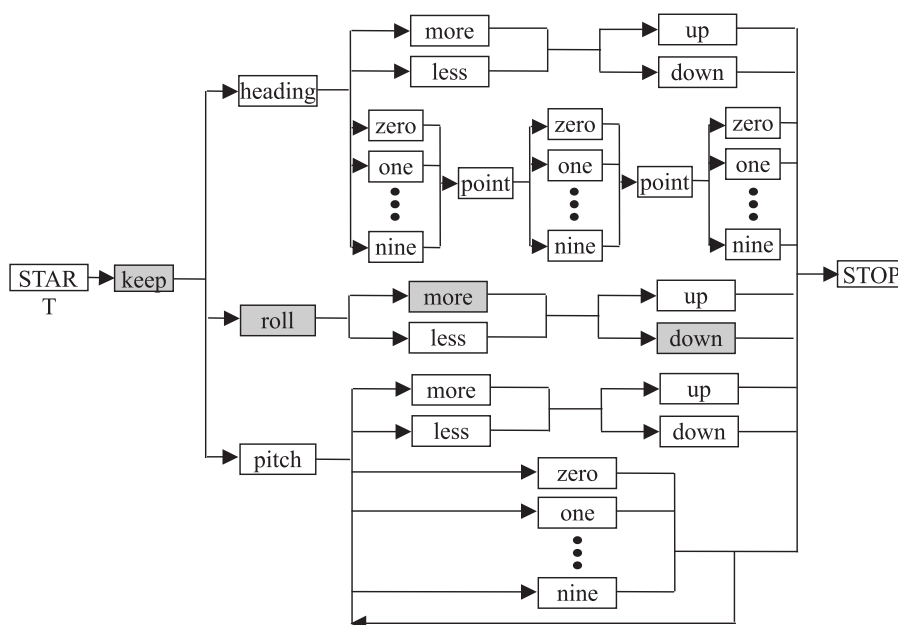 more
up
less
down
heading
zero
zero
zero
one
one
one
point
point
nine
nine
nine
STAR
T
keep
STOP
more
up
roll
less
down
more
up
less
down
pitch
zero
one
nine